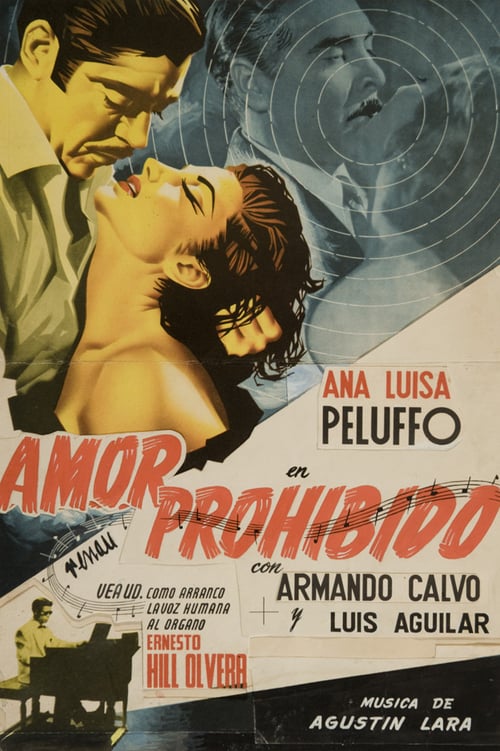 ANA LUISA
PELUFFO
en
AMOR
PROHIBIDO
renau
con
ARMANDO CALVO
y LUIS AGUILAR
VEA UD. COMO ARRANCO
LA VOZ HUMANA
AL ORGANO
ERNESTO
HILL OLVERA
MUSICA DE
AGUSTIN LARA